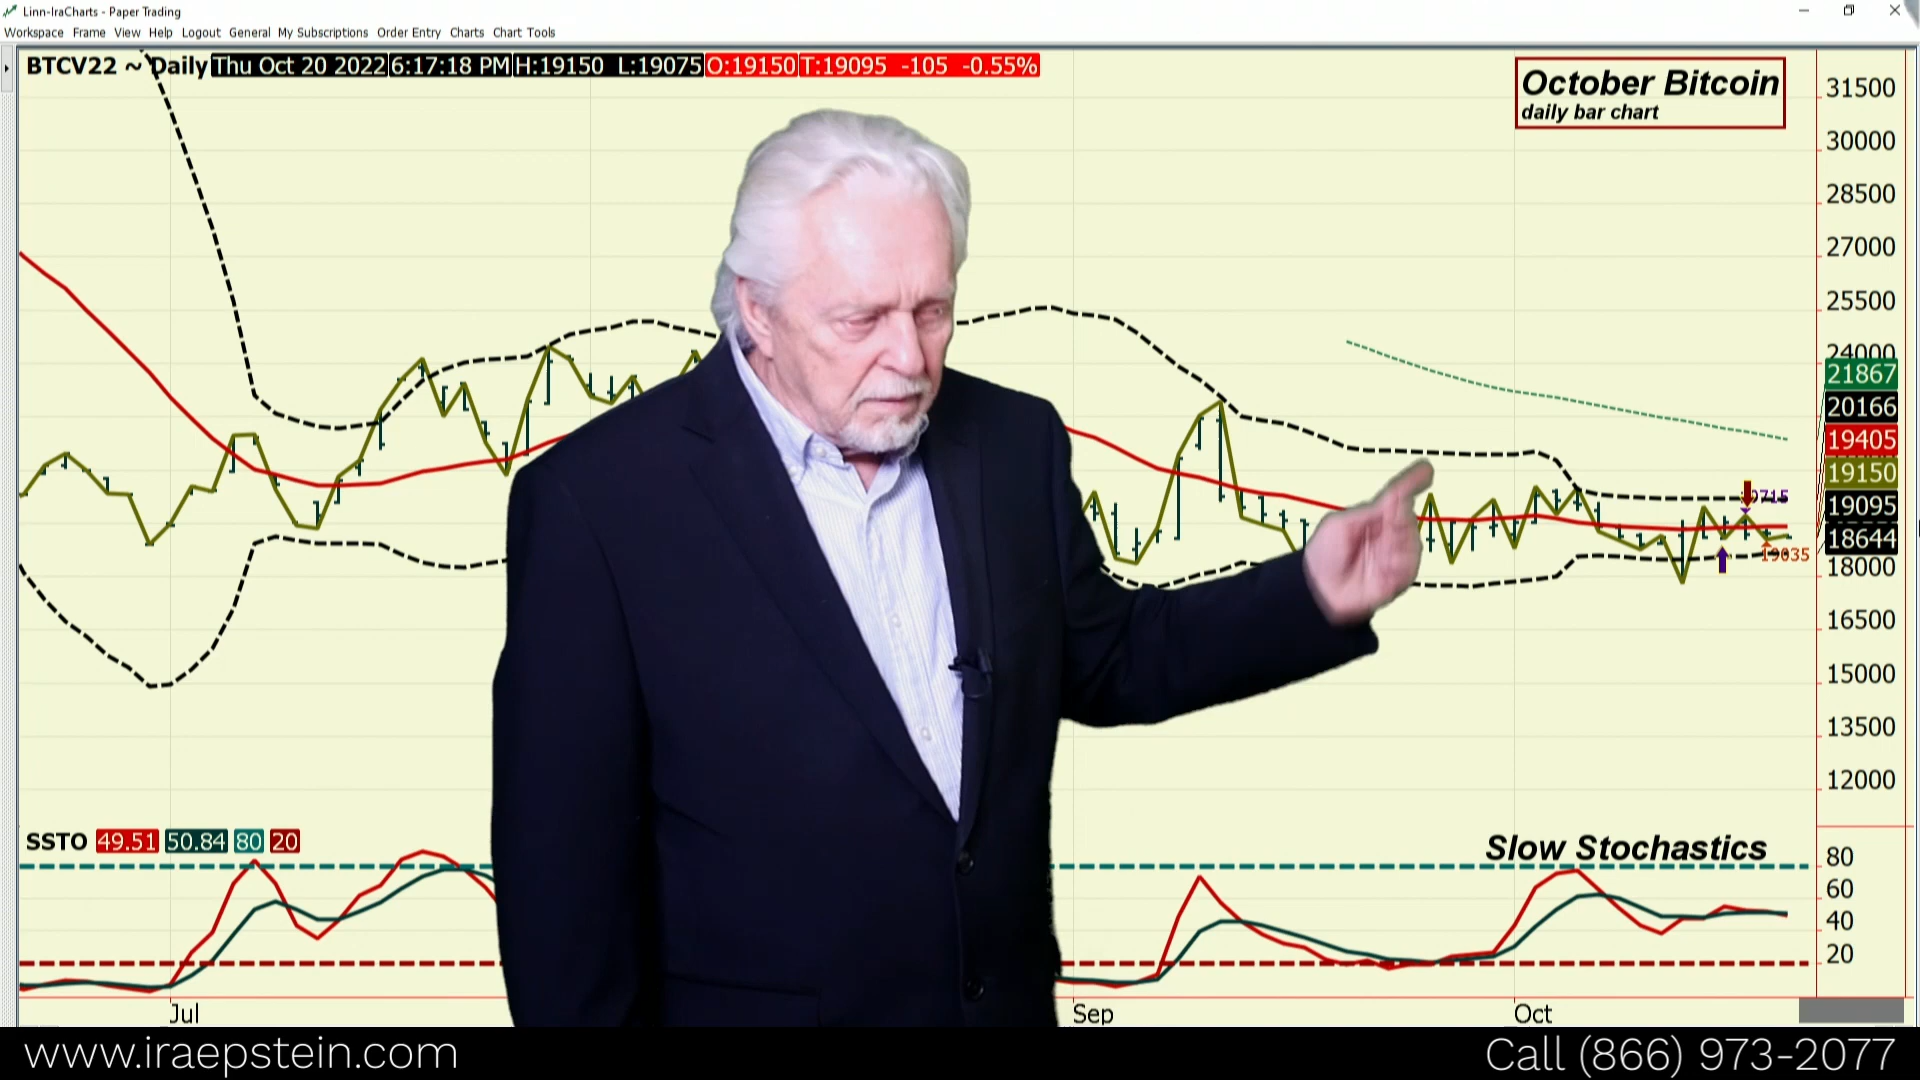 Linn-IraCharts - Paper Trading
Workspace Frame View Help Logout General My Subscriptions Order Entry Charts Chart Tools
BTCV22 ~ Daily Thu Oct 20 2022 6:17:18 PM H:19150 L:19075 O:19150 T:19095 -105 -0.55%
October Bitcoin
daily bar chart
31500
30000
28500
27000
25500
24000
21867
20166
19405
19150
19095
18644
18000
16500
15000
13500
12000
19035
SSTO 49.51 50.84 80 20
Slow Stochastics
80
60
40
20
Jul
Sep
Oct
www.iraepstein.com
Call (866) 973-2077